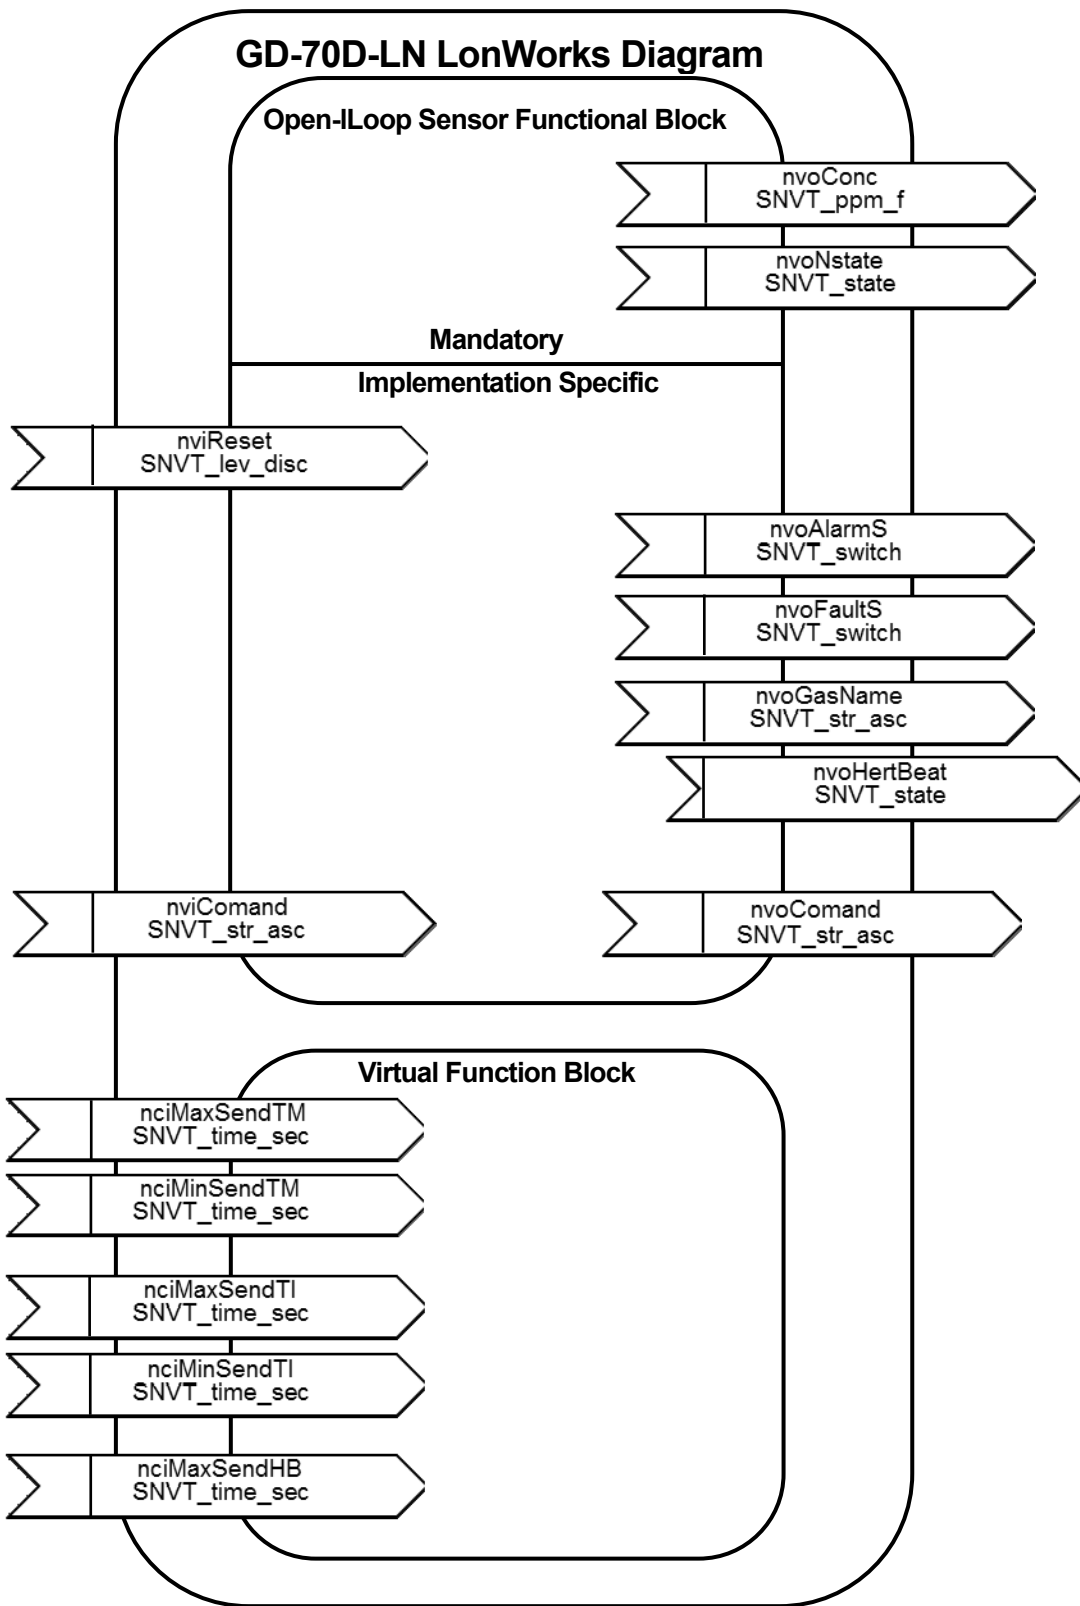 GD-70D-LN LonWorks Diagram
Open-lLoop Sensor Functional Block
nvoConc
SNVT_ppm_f
nvoNstate
SNVT_state
Mandatory
Implementation Specific
nviReset
SNVT_lev_disc
nvoAlarmS
SNVT_switch
nvoFaultS
SNVT_switch
nvoGasName
SNVT_str_asc
nvoHertBeat
SNVT_state
nviComand
SNVT_str_asc
nvoComand
SNVT_str_asc
Virtual Function Block
nciMaxSendTM
SNVT_time_sec
nciMinSendTM
SNVT_time_sec
nciMaxSendTI
SNVT_time_sec
nciMinSendTI
SNVT_time_sec
nciMaxSendHB
SNVT_time_sec